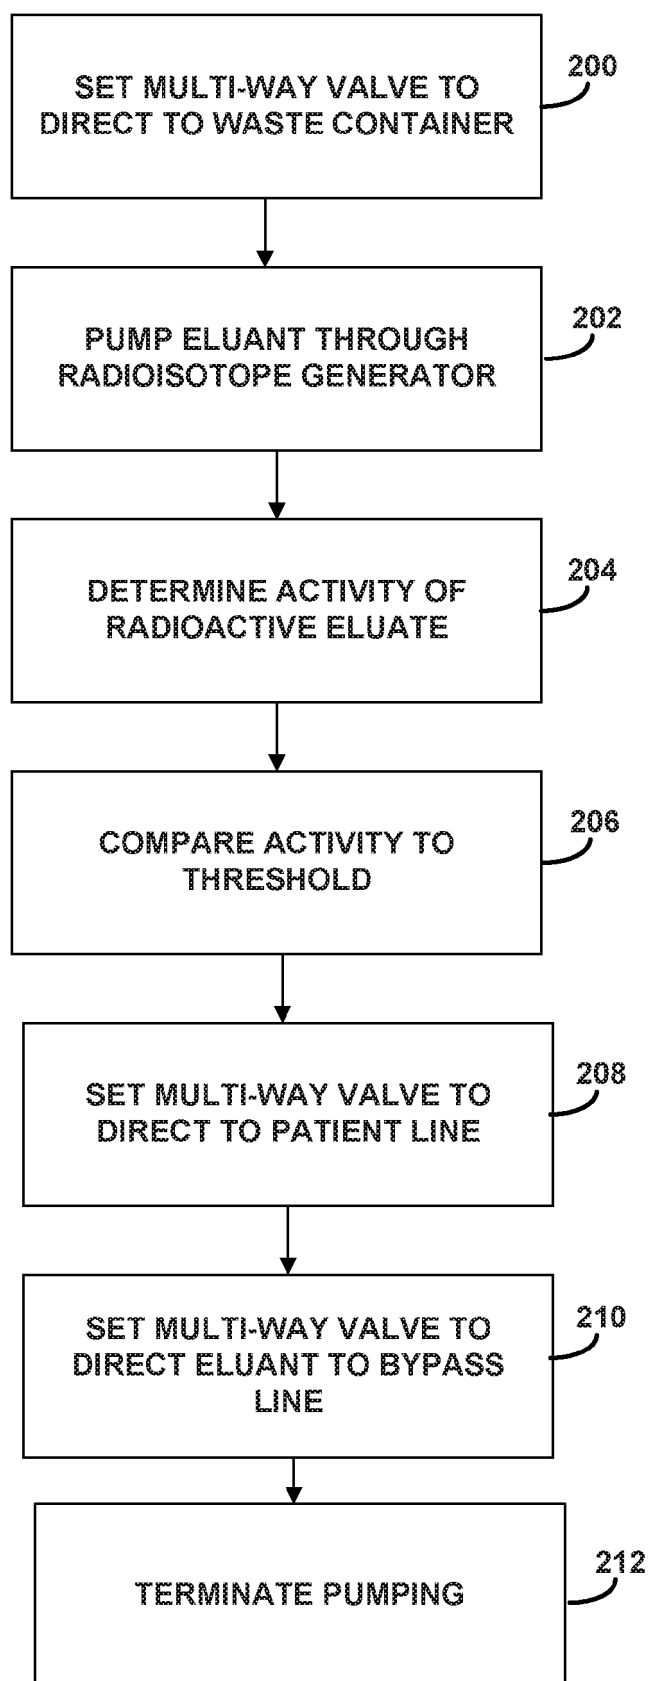 SET MULTI-WAY VALVE TO
DIRECT TO WASTE CONTAINER
200
PUMP ELUANT THROUGH
RADIOISOTOPE GENERATOR
202
DETERMINE ACTIVITY OF
RADIOACTIVE ELUATE
204
COMPARE ACTIVITY TO
THRESHOLD
206
SET MULTI-WAY VALVE TO
DIRECT TO PATIENT LINE
208
SET MULTI-WAY VALVE TO
DIRECT ELUANT TO BYPASS
LINE
210
TERMINATE PUMPING
212